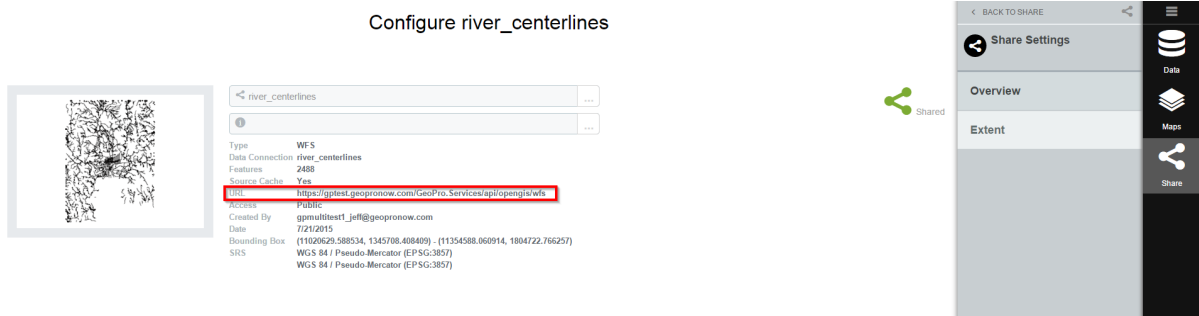 Configure river_centerlines
river_centerlines
...
...
Type WFS
Data Connection river_centerlines
Features 2488
Source Cache Yes
URL https://gptest.geopronow.com/GeoPro.Services/api/opengis/wfs
Access Public
Created By gpmultitest1_jeff@geopronow.com
Date 7/21/2015
Bounding Box (11020629.588534, 1345708.408409) - (11354588.060914, 1804722.766257)
SRS WGS 84 / Pseudo-Mercator (EPSG:3857)
WGS 84 / Pseudo-Mercator (EPSG:3857)
Shared
< BACK TO SHARE
Share Settings
Overview
Extent
Data
Maps
Share